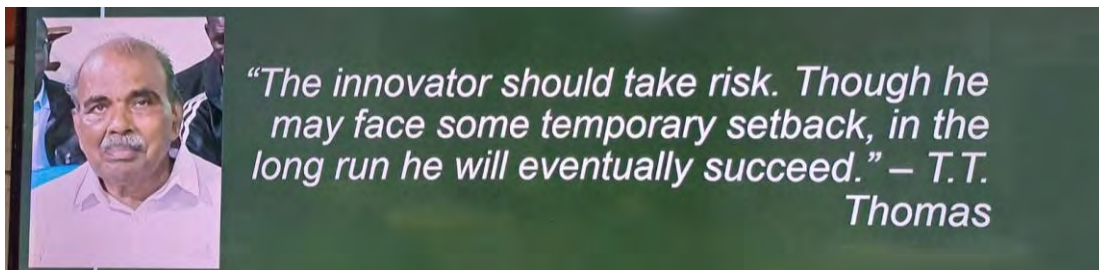 “The innovator should take risk. Though he
may face some temporary setback, in the
long run he will eventually succeed.” – T.T.
Thomas